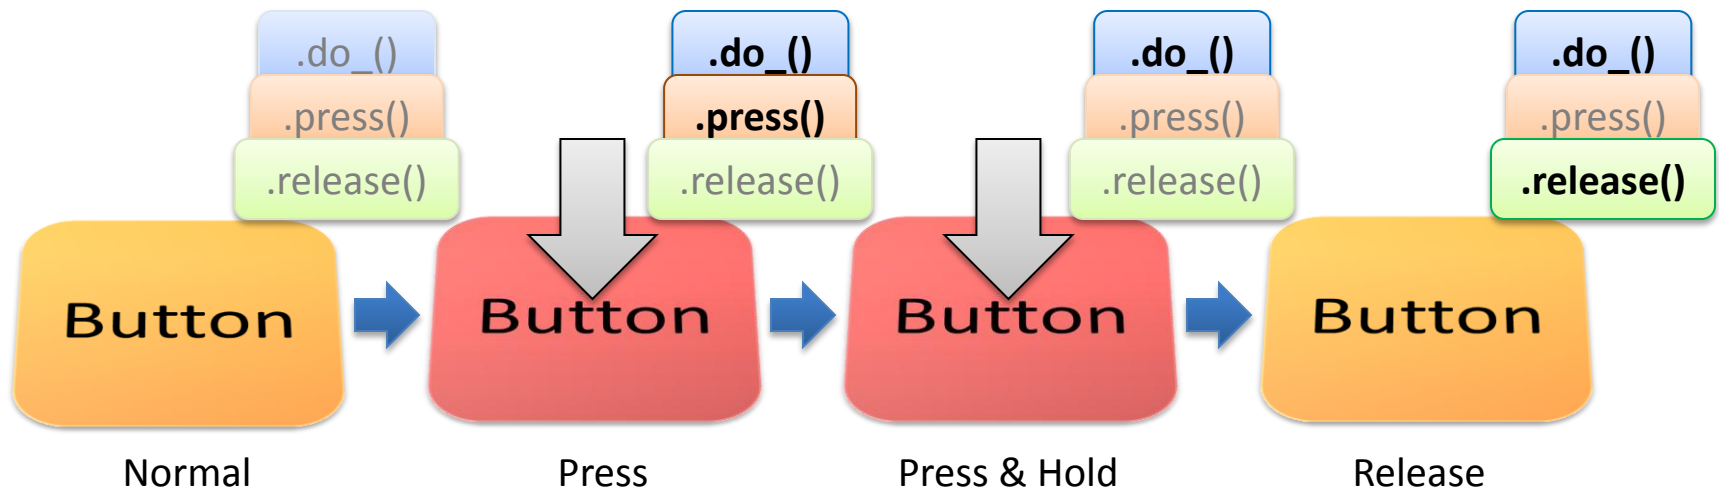 .do_()
.press()
.release()
.do_()
.press()
.release()
.do_()
.press()
.release()
.do_()
.press()
.release()
Button
Button
Button
Button
Normal
Press
Press & Hold
Release